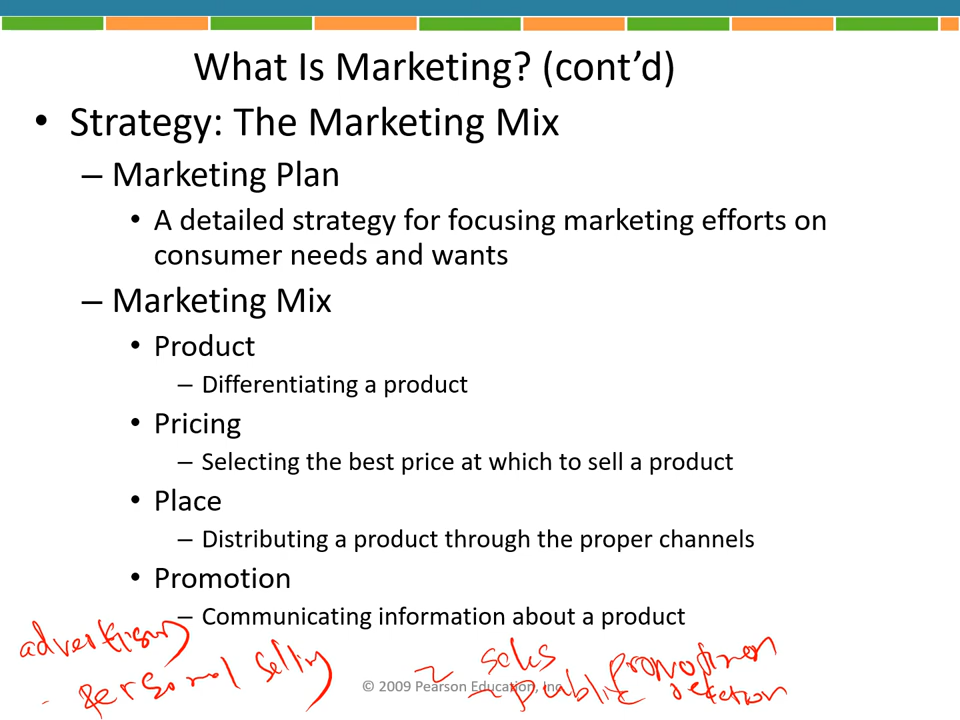 What Is Marketing? (cont’d)
• Strategy: The Marketing Mix
– Marketing Plan
• A detailed strategy for focusing marketing efforts on
consumer needs and wants
– Marketing Mix
• Product
– Differentiating a product
• Pricing
– Selecting the best price at which to sell a product
• Place
– Distributing a product through the proper channels
• Promotion
– Communicating information about a product
advertising
- personal selling
sales promotion
- public
© 2009 Pearson Education, Inc.